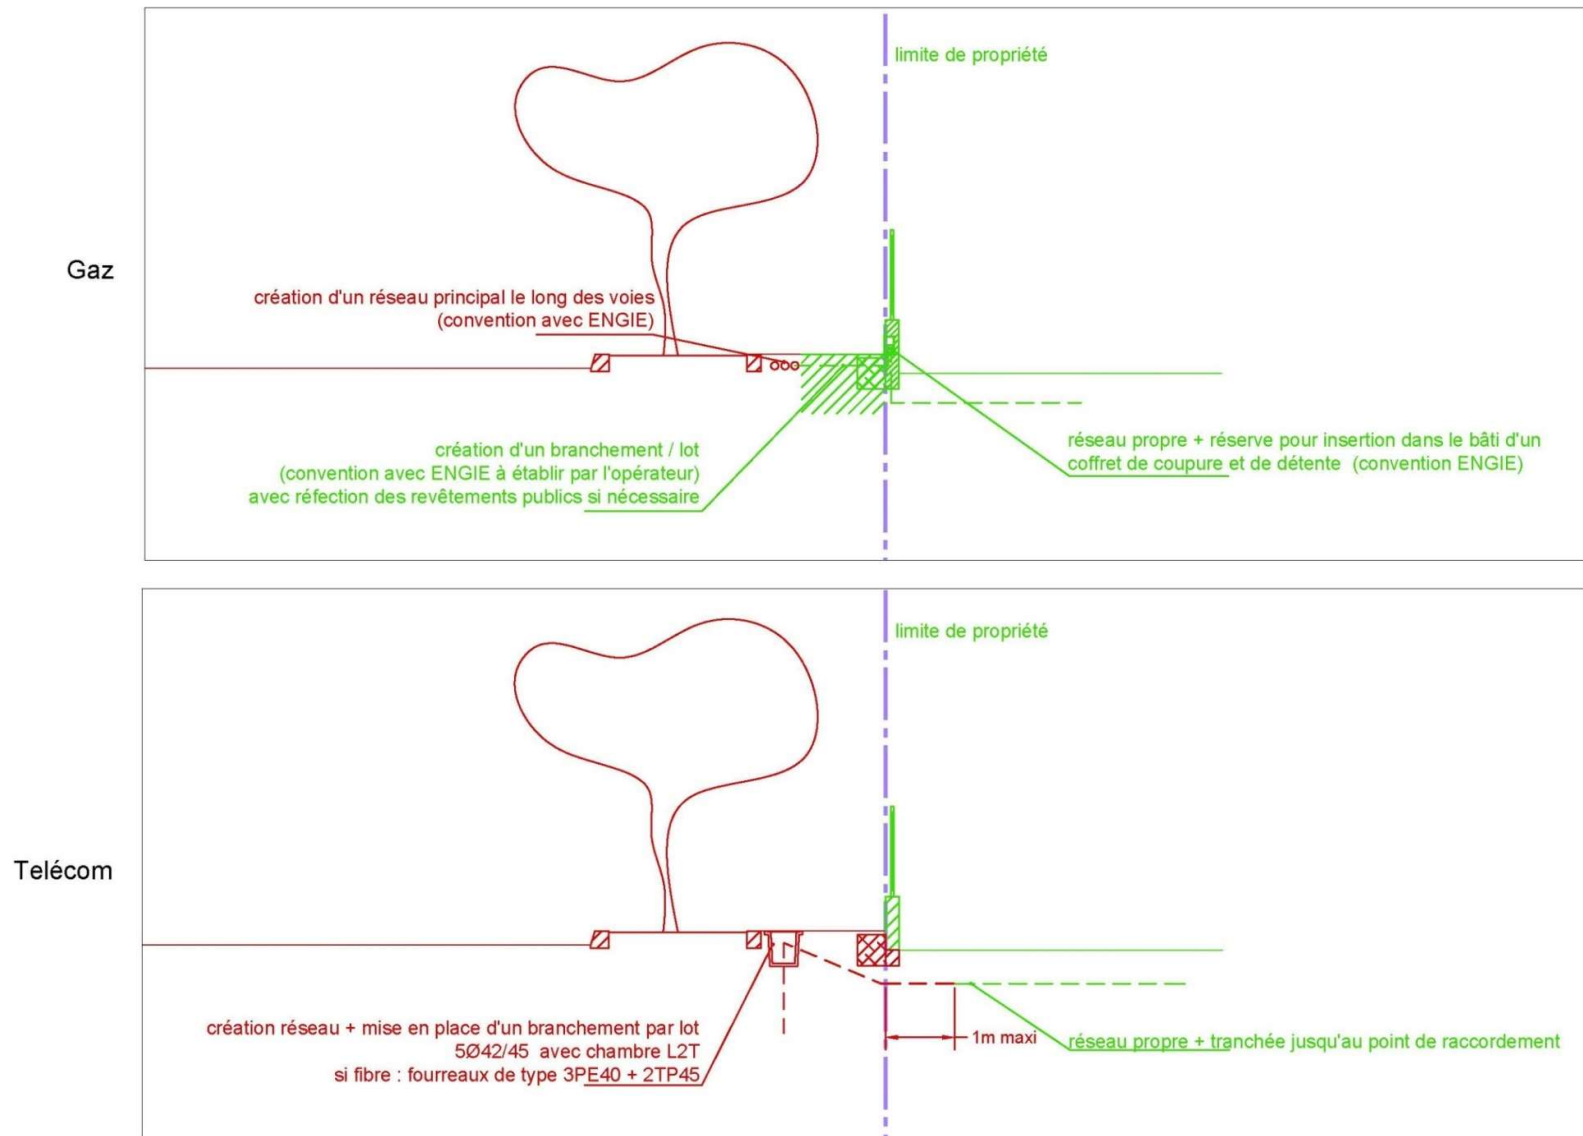 limite de propriété
Gaz
création d'un réseau principal le long des voies
(convention avec ENGIE)
création d'un branchement / lot
(convention avec ENGIE à établir par l'opérateur)
avec réfection des revêtements publics si nécessaire
réseau propre + réserve pour insertion dans le bâti d'un
coffret de coupure et de détente (convention ENGIE)
limite de propriété
Telécom
création réseau + mise en place d'un branchement par lot
5Ø42/45 avec chambre L2T
si fibre : fourreaux de type 3PE40 + 2TP45
1m maxi
réseau propre + tranchée jusqu'au point de raccordement